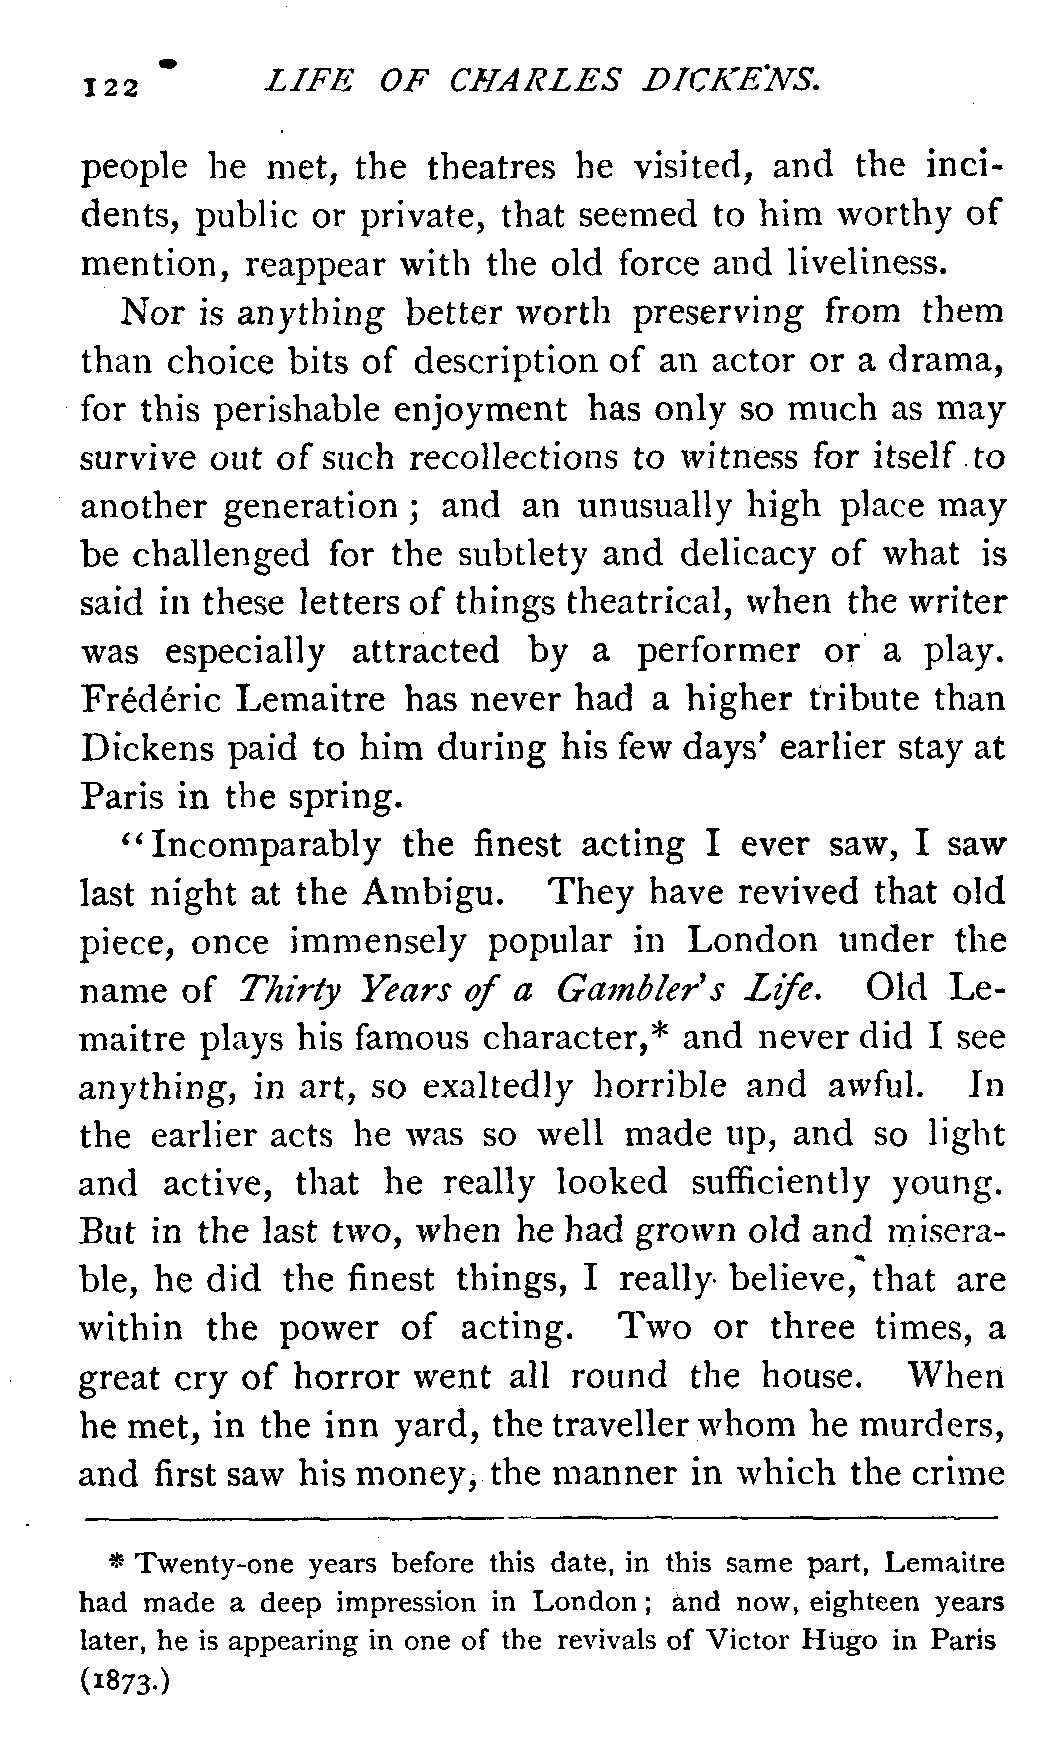 122 LIFE OF CHARLES DICKENS.
people he met, the theatres he visited, and the inci-
dents, public or private, that seemed to him worthy of
mention, reappear with the old force and liveliness.
Nor is anything better worth preserving from them
than choice bits of description of an actor or a drama,
for this perishable enjoyment has only so much as may
survive out of such recollections to witness for itself to
another generation ; and an unusually high place may
be challenged for the subtlety and delicacy of what is
said in these letters of things theatrical, when the writer
was especially attracted by a performer or a play.
Frédéric Lemaitre has never had a higher tribute than
Dickens paid to him during his few days' earlier stay at
Paris in the spring.
"Incomparably the finest acting I ever saw, I saw
last night at the Ambigu. They have revived that old
piece, once immensely popular in London under the
name of Thirty Years of a Gambler's Life. Old Le-
maitre plays his famous character,* and never did I see
anything, in art, so exaltedly horrible and awful. In
the earlier acts he was so well made up, and so light
and active, that he really looked sufficiently young.
But in the last two, when he had grown old and misera-
ble, he did the finest things, I really believe, that are
within the power of acting. Two or three times, a
great cry of horror went all round the house. When
he met, in the inn yard, the traveller whom he murders,
and first saw his money, the manner in which the crime
* Twenty-one years before this date, in this same part, Lemaitre
had made a deep impression in London ; and now, eighteen years
later, he is appearing in one of the revivals of Victor Hugo in Paris
(1873.)